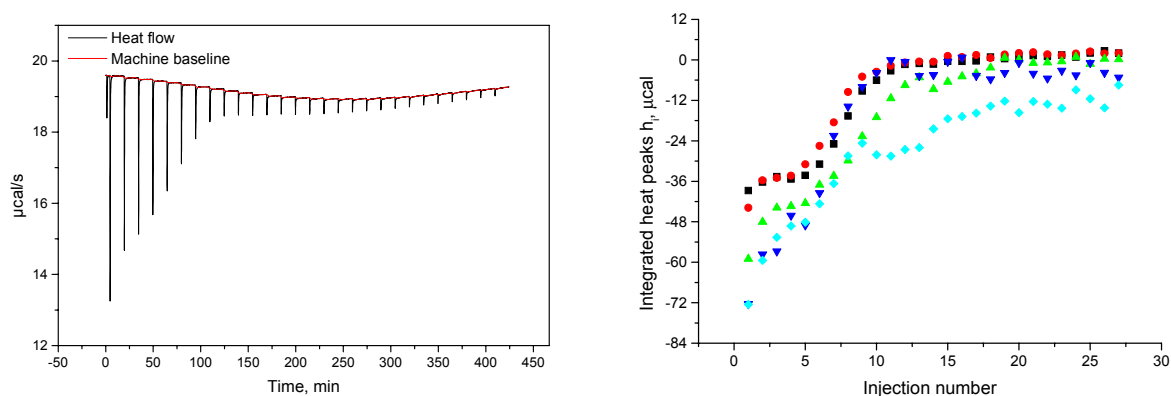 Heat flow
Machine baseline
20
18
16
14
12
µcal/s
-50 0 50 100 150 200 250 300 350 400 450
Time, min
12
0
-12
-24
-36
-48
-60
-72
-84
Integrated heat peaks hᵢ, µcal
0 5 10 15 20 25 30
Injection number